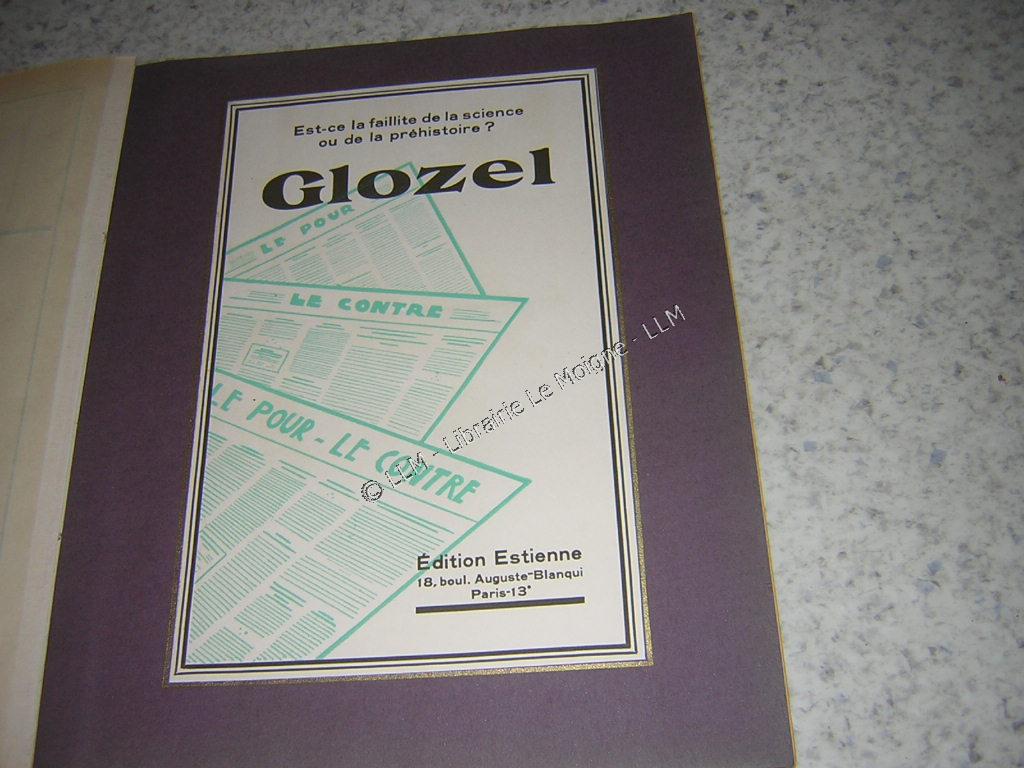 Est-ce la faillite de la science
ou de la préhistoire ?
Glozel
LE POUR
LE CONTRE
LE POUR - LE CONTRE
© LLM - Librairie Le Moigne - LLM
Édition Estienne
18, boul. Auguste-Blanqui
Paris-13ᵉ